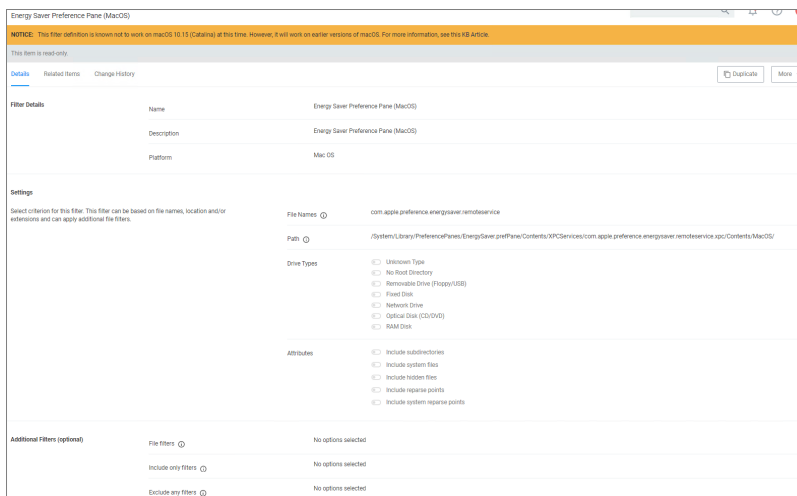 Energy Saver Preference Pane (MacOS)
NOTICE: This filter definition is known not to work on macOS 10.15 (Catalina) at this time. However, it will work on earlier versions of macOS. For more information, see this KB Article.
This item is read-only.
Details Related Items Change History Duplicate More
Filter Details
Name Energy Saver Preference Pane (MacOS)
Description Energy Saver Preference Pane (MacOS)
Platform Mac OS
Settings
Select criterion for this filter. This filter can be based on file names, location and/or
extensions and can apply additional file filters.
File Names com.apple.preference.energysaver.remoteservice
Path /System/Library/PreferencePanes/EnergySaver.prefPane/Contents/XPCServices/com.apple.preference.energysaver.remoteservice.xpc/Contents/MacOS/
Drive Types
Unknown Type
No Root Directory
Removable Drive (Floppy/USB)
Fixed Disk
Network Drive
Optical Disk (CD/DVD)
RAM Disk
Attributes
Include subdirectories
Include system files
Include hidden files
Include reparse points
Include system reparse points
Additional Filters (optional)
File filters No options selected
Include only filters No options selected
Exclude any filters No options selected